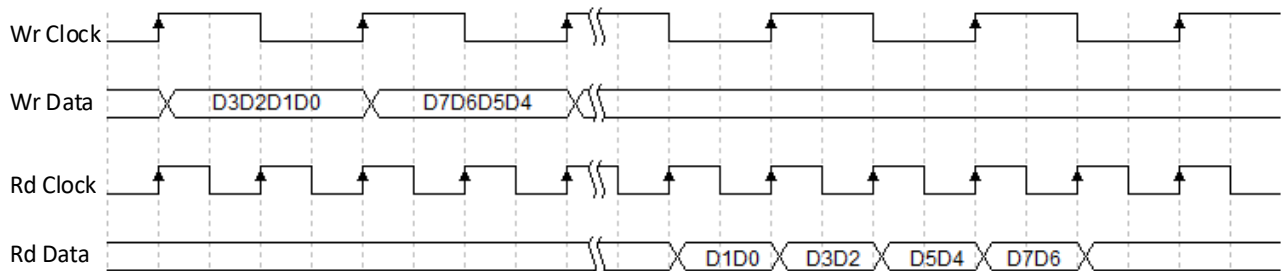 Wr Clock
Wr Data D3D2D1D0 D7D6D5D4
Rd Clock
Rd Data D1D0 D3D2 D5D4 D7D6